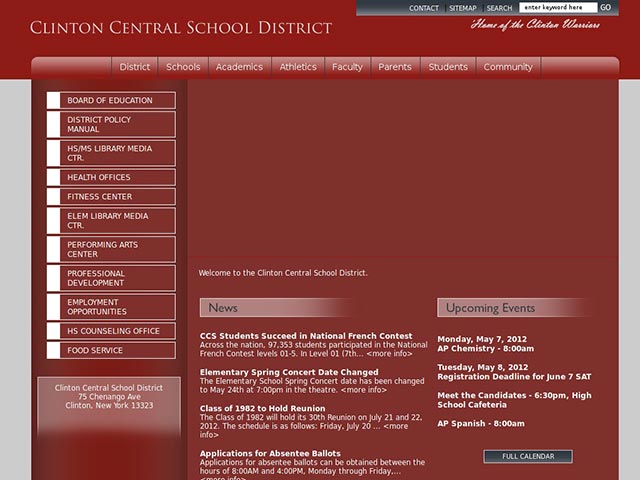 CONTACT SITEMAP SEARCH enter keyword here GO
CLINTON CENTRAL SCHOOL DISTRICT
Home of the Clinton Warriors
District Schools Academics Athletics Faculty Parents Students Community
BOARD OF EDUCATION
DISTRICT POLICY
MANUAL
HS/MS LIBRARY MEDIA
CTR.
HEALTH OFFICES
FITNESS CENTER
ELEM LIBRARY MEDIA
CTR.
PERFORMING ARTS
CENTER
PROFESSIONAL
DEVELOPMENT
EMPLOYMENT
OPPORTUNITIES
HS COUNSELING OFFICE
FOOD SERVICE
Clinton Central School District
75 Chenango Ave
Clinton, New York 13323
Welcome to the Clinton Central School District.
News
CCS Students Succeed in National French Contest
Across the nation, 97,353 students participated in the National
French Contest levels 01-5. In Level 01 (7th... <more info>
Elementary Spring Concert Date Changed
The Elementary School Spring Concert date has been changed
to May 24th at 7:00pm in the theatre. <more info>
Class of 1982 to Hold Reunion
The Class of 1982 will hold its 30th Reunion on July 21 and 22,
2012. The schedule is as follows: Friday, July 20 ... <more
info>
Applications for Absentee Ballots
Applications for absentee ballots can be obtained between the
hours of 8:00AM and 4:00PM, Monday through Friday,...
<more info>
Upcoming Events
Monday, May 7, 2012
AP Chemistry - 8:00am
Tuesday, May 8, 2012
Registration Deadline for June 7 SAT
Meet the Candidates - 6:30pm, High
School Cafeteria
AP Spanish - 8:00am
FULL CALENDAR